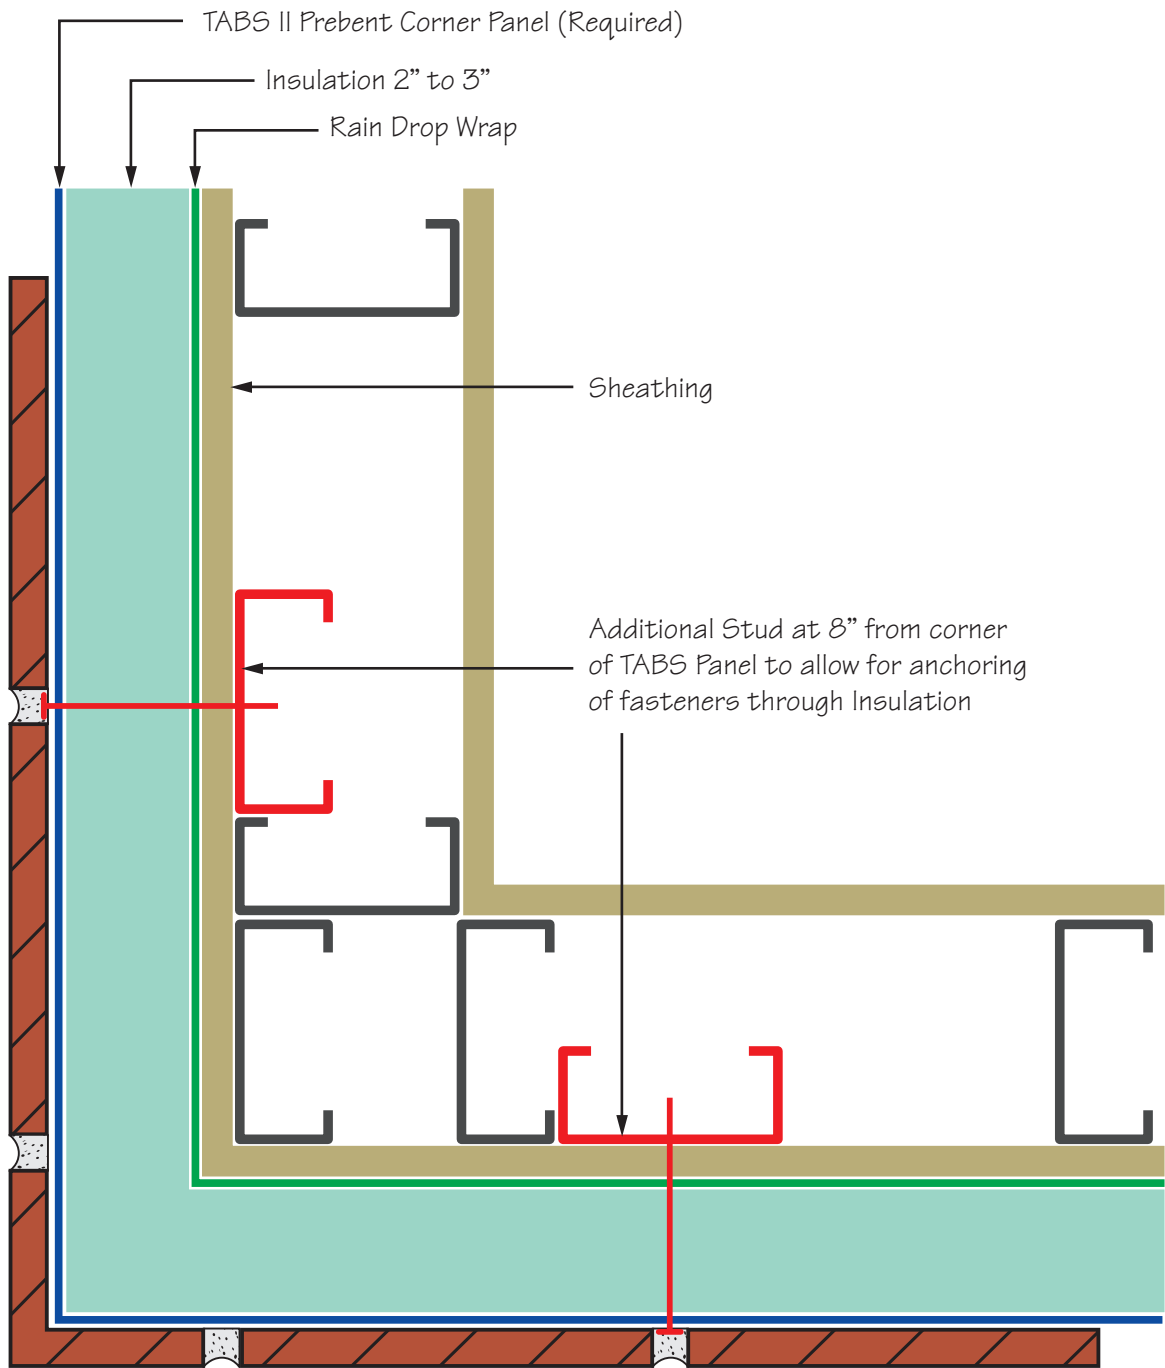 TABS II Prebent Corner Panel (Required)
Insulation 2” to 3”
Rain Drop Wrap
Sheathing
Additional Stud at 8” from corner
of TABS Panel to allow for anchoring
of fasteners through Insulation